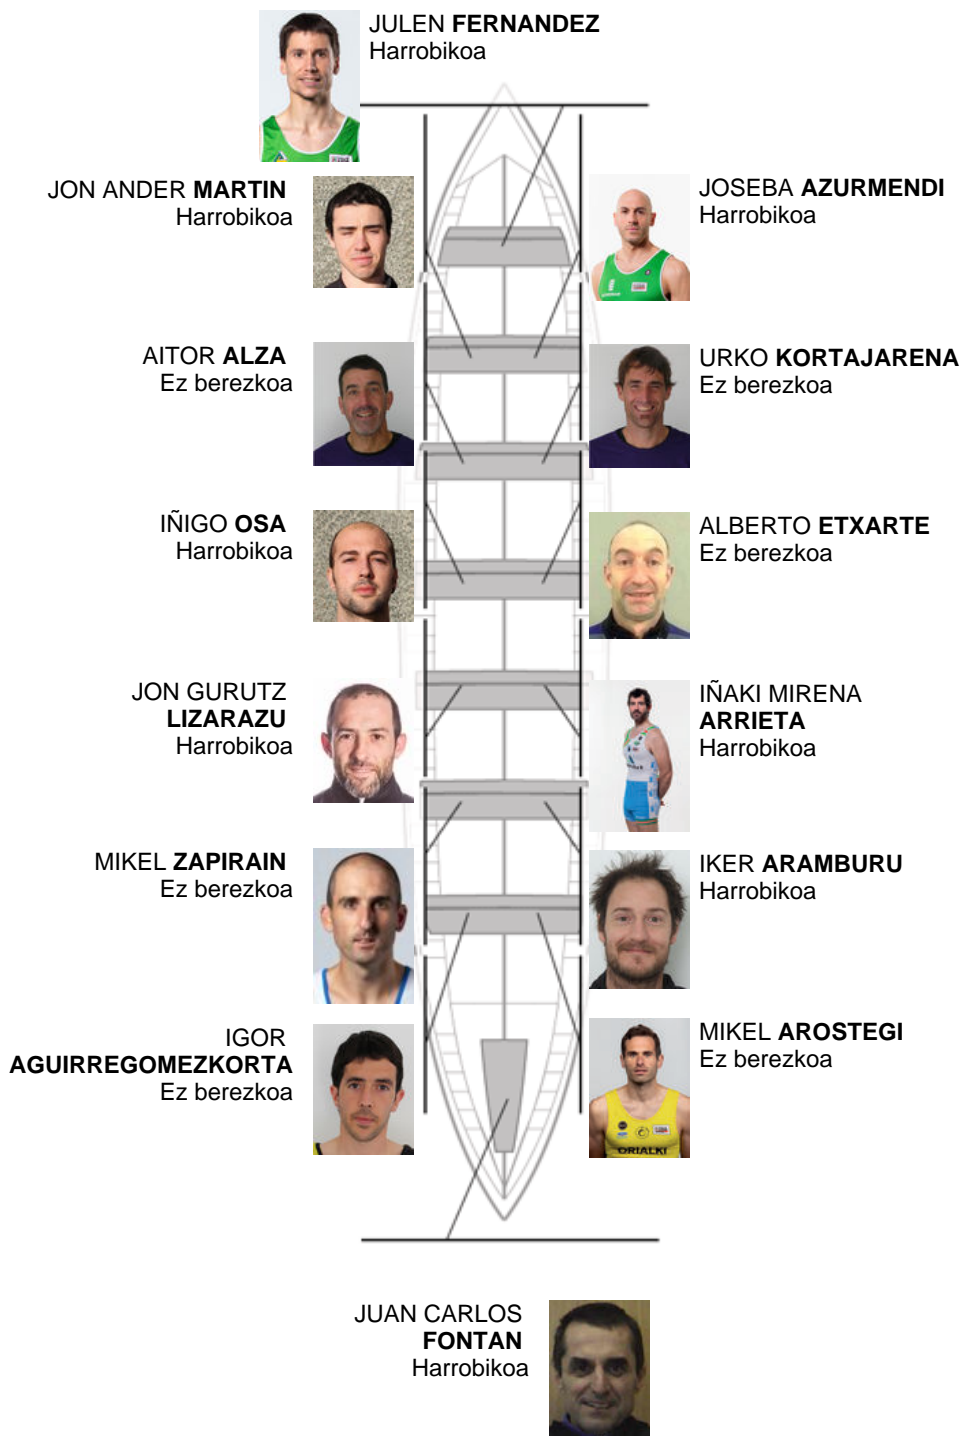 JULEN FERNANDEZ
Harrobikoa
JON ANDER MARTIN
Harrobikoa
JOSEBA AZURMENDI
Harrobikoa
AITOR ALZA
Ez berezkoa
URKO KORTAJARENA
Ez berezkoa
IÑIGO OSA
Harrobikoa
ALBERTO ETXARTE
Ez berezkoa
JON GURUTZ
LIZARAZU
Harrobikoa
IÑAKI MIRENA
ARRIETA
Harrobikoa
MIKEL ZAPIRAIN
Ez berezkoa
IKER ARAMBURU
Harrobikoa
IGOR
AGUIRREGOMEZKORTA
Ez berezkoa
MIKEL AROSTEGI
Ez berezkoa
ORIALKI
JUAN CARLOS
FONTAN
Harrobikoa